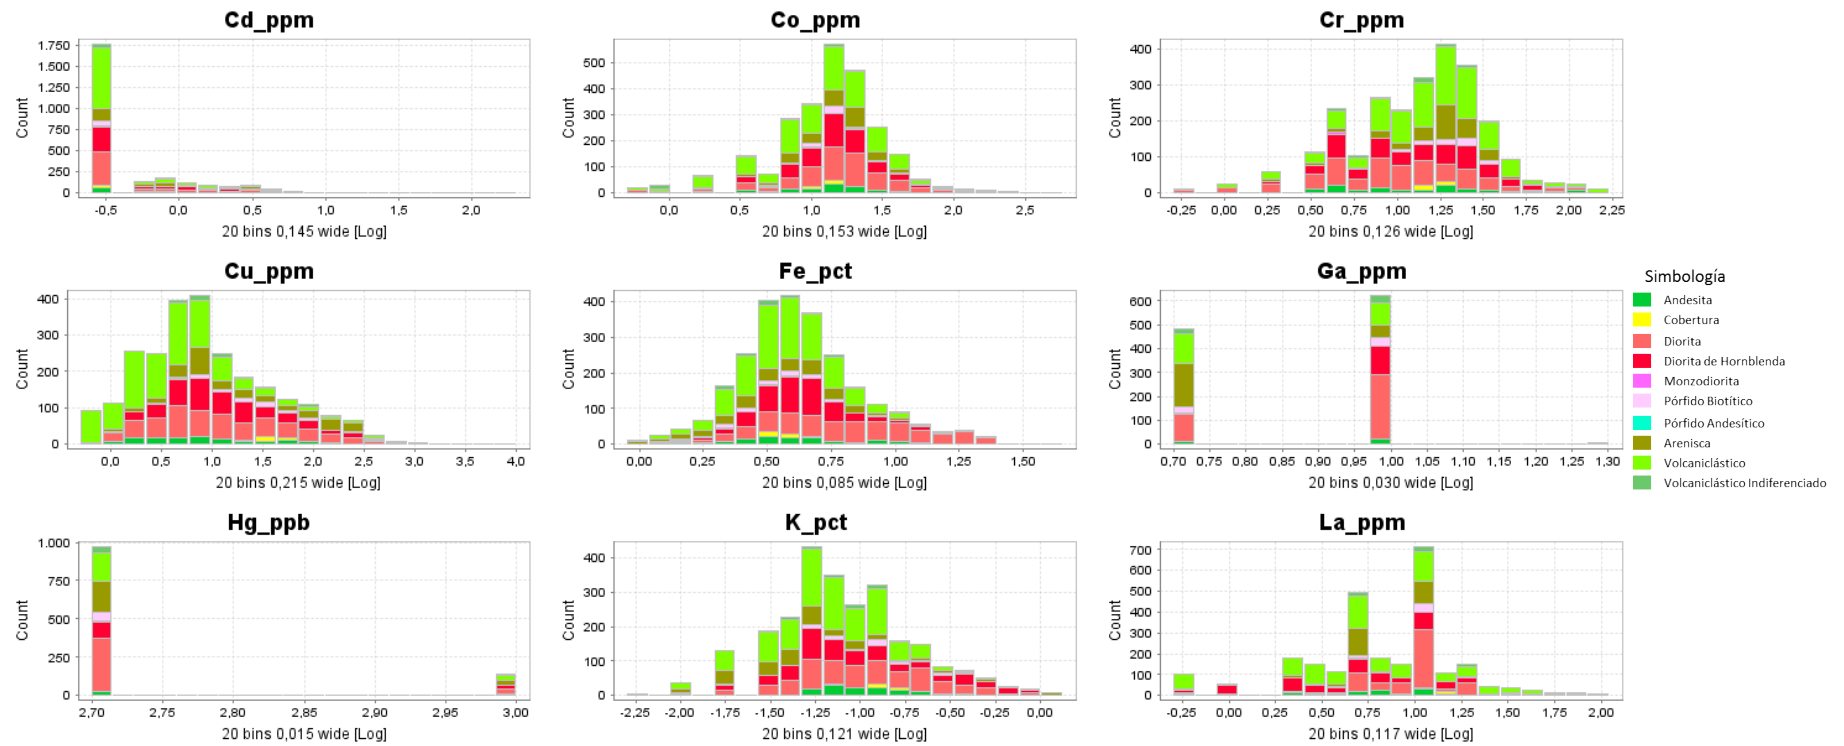 Cd_ppm
Count
1.750
1.500
1.250
1.000
750
500
250
0
-0,5 0,0 0,5 1,0 1,5 2,0
20 bins 0,145 wide [Log]
Co_ppm
Count
500
400
300
200
100
0
0,0 0,5 1,0 1,5 2,0 2,5
20 bins 0,153 wide [Log]
Cr_ppm
Count
400
300
200
100
0
-0,25 0,00 0,25 0,50 0,75 1,00 1,25 1,50 1,75 2,00 2,25
20 bins 0,126 wide [Log]
Cu_ppm
Count
400
300
200
100
0
0,0 0,5 1,0 1,5 2,0 2,5 3,0 3,5 4,0
20 bins 0,215 wide [Log]
Fe_pct
Count
400
300
200
100
0
0,00 0,25 0,50 0,75 1,00 1,25 1,50
20 bins 0,085 wide [Log]
Ga_ppm
Count
600
500
400
300
200
100
0
0,70 0,75 0,80 0,85 0,90 0,95 1,00 1,05 1,10 1,15 1,20 1,25 1,30
20 bins 0,030 wide [Log]
Simbología
Andesita
Cobertura
Diorita
Diorita de Hornblenda
Monzodiorita
Pórfido Biotítico
Pórfido Andesítico
Arenisca
Volcaniclástico
Volcaniclástico Indiferenciado
Hg_ppb
Count
1.000
750
500
250
0
2,70 2,75 2,80 2,85 2,90 2,95 3,00
20 bins 0,015 wide [Log]
K_pct
Count
400
300
200
100
0
-2,25 -2,00 -1,75 -1,50 -1,25 -1,00 -0,75 -0,50 -0,25 0,00
20 bins 0,121 wide [Log]
La_ppm
Count
700
600
500
400
300
200
100
0
-0,25 0,00 0,25 0,50 0,75 1,00 1,25 1,50 1,75 2,00
20 bins 0,117 wide [Log]